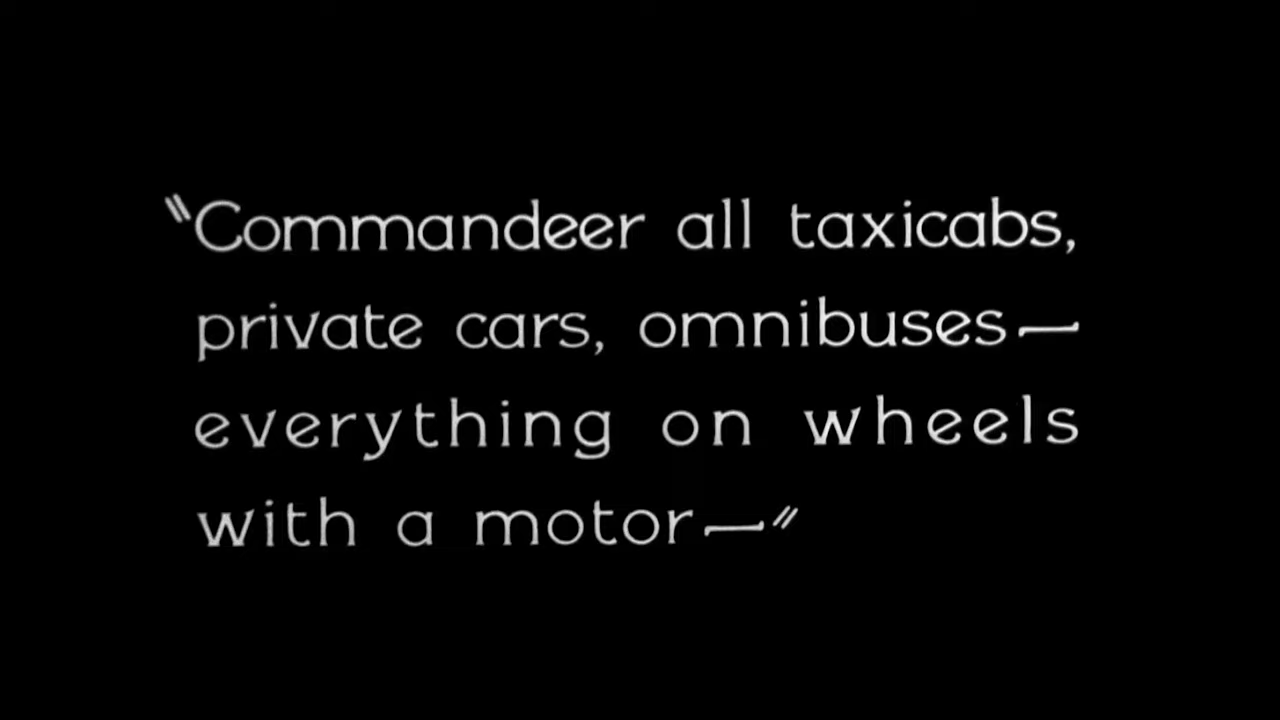 "Commandeer all taxicabs,
private cars, omnibuses—
everything on wheels
with a motor—"